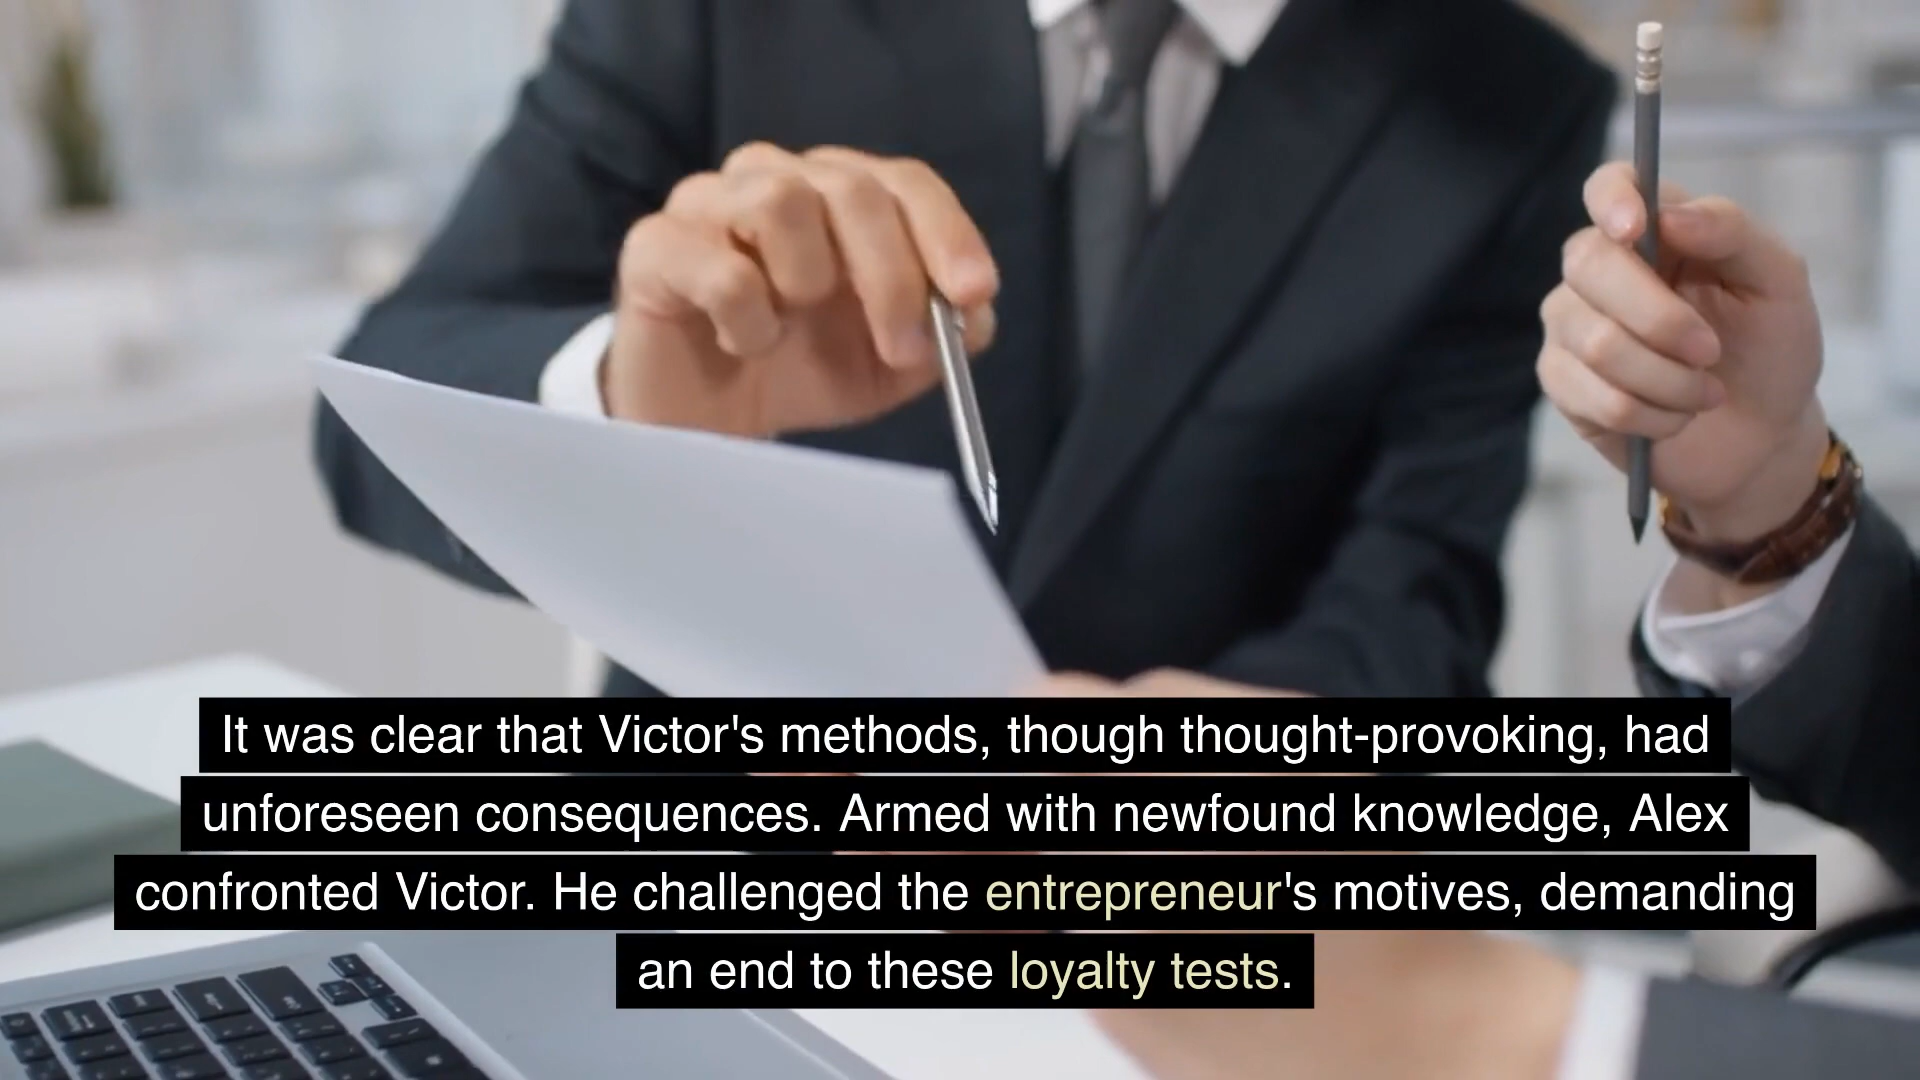 It was clear that Victor's methods, though thought-provoking, had
unforeseen consequences. Armed with newfound knowledge, Alex
confronted Victor. He challenged the entrepreneur's motives, demanding
an end to these loyalty tests.